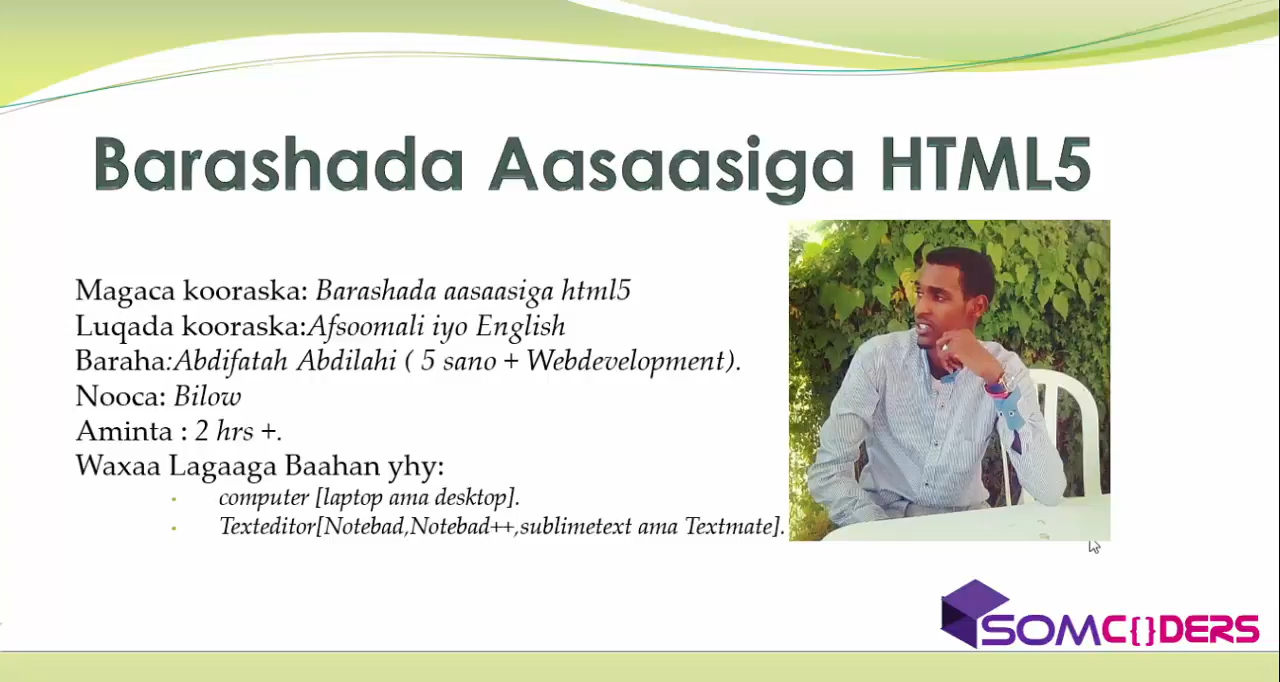 Barashada Aasaasiga HTML5
Magaca kooraska: Barashada aasaasiga html5
Luqada kooraska:Afsoomali iyo English
Baraha:Abdifatah Abdilahi ( 5 sano + Webdevelopment).
Nooca: Bilow
Aminta : 2 hrs +.
Waxaa Lagaaga Baahan yhy:
computer [laptop ama desktop].
Texteditor[Notebad,Notebad++,sublimetext ama Textmate].
SOMC{}DERS